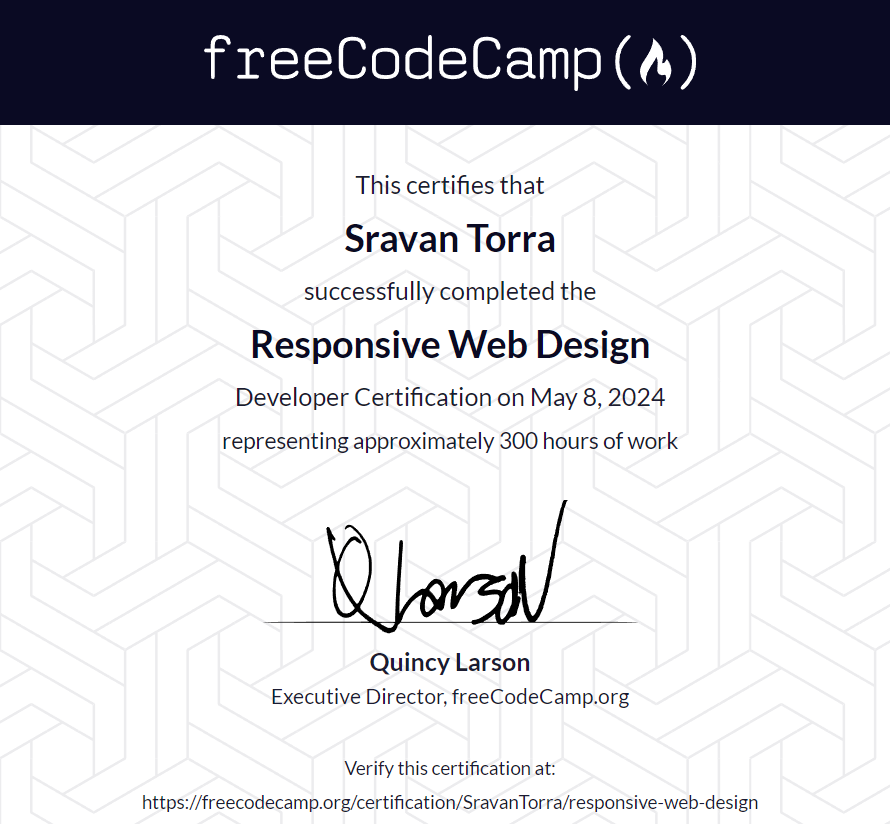 freeCodeCamp(🔥)
This certifies that
Sravan Torra
successfully completed the
Responsive Web Design
Developer Certification on May 8, 2024
representing approximately 300 hours of work
Q Larson
Quincy Larson
Executive Director, freeCodeCamp.org
Verify this certification at:
https://freecodecamp.org/certification/SravanTorra/responsive-web-design